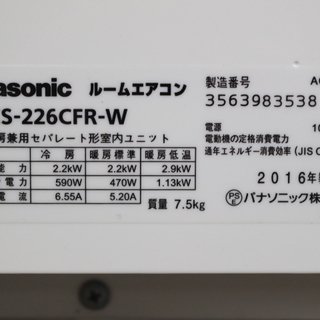 asonic ルームエアコン
S-226CFR-W
房兼用セパレート形室内ユニット
冷房 暖房標準 暖房低温
能力 2.2kW 2.2kW 2.9kW
力 590W 470W 1.13kW
電流 6.55A 5.20A
質量 7.5kg
製造番号
3563983538
電源 10
電動機の定格消費電力
通年エネルギー消費効率(JIS C
2016年
PS E
パナソニック株